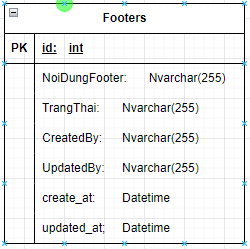 Footers
PK id: int
NoiDungFooter: Nvarchar(255)
TrangThai: Nvarchar(255)
CreatedBy: Nvarchar(255)
UpdatedBy: Nvarchar(255)
create_at: Datetime
updated_at; Datetime